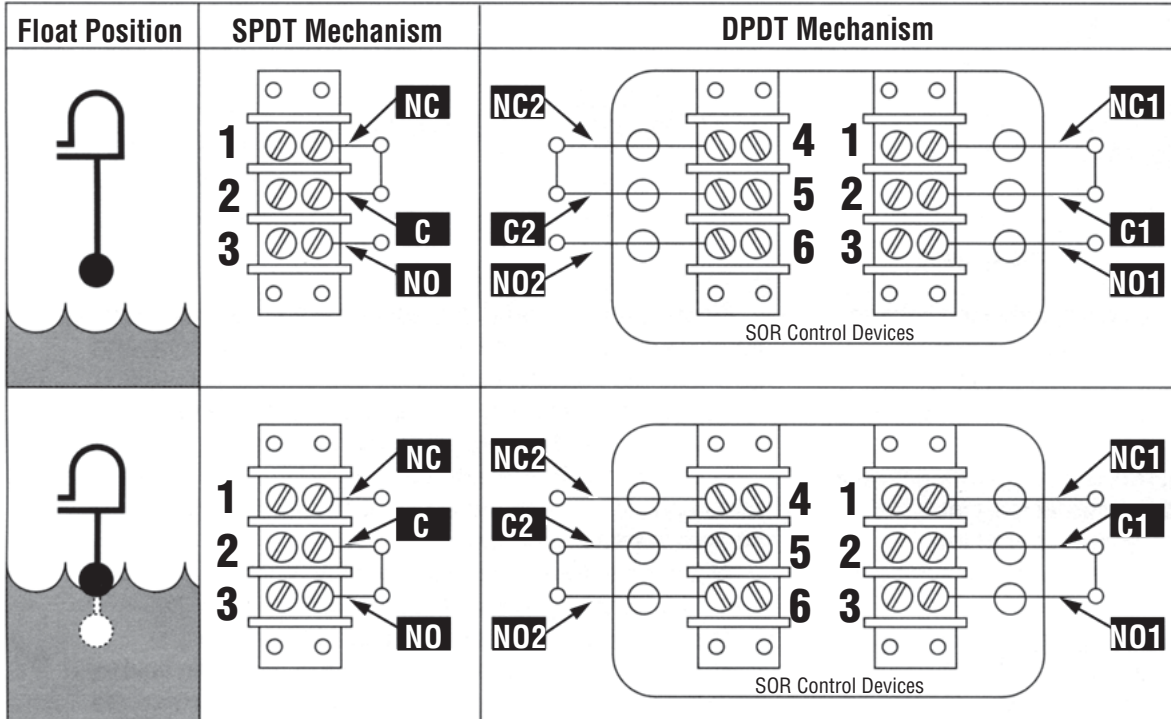 Float Position
SPDT Mechanism
DPDT Mechanism
NC
1
2
C
3
NO
NC2
4
1
NC1
5
2
C2
C1
6
3
NO2
NO1
SOR Control Devices
NC
1
C
2
3
NO
NC2
NC1
4
1
C2
C1
5
2
6
3
NO2
NO1
SOR Control Devices